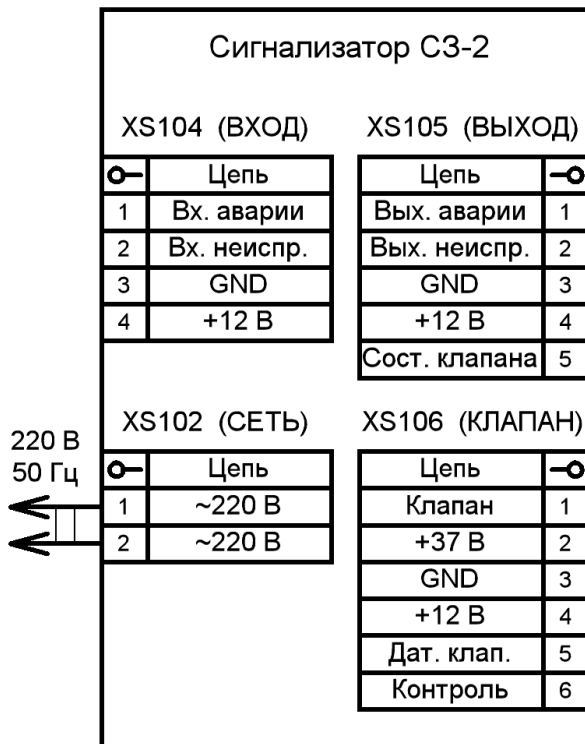 Сигнализатор СЗ-2
XS104 (ВХОД)
Цепь
1 Вх. аварии
2 Вх. неиспр.
3 GND
4 +12 В
XS105 (ВЫХОД)
Цепь
Вых. аварии 1
Вых. неиспр. 2
GND 3
+12 В 4
Сост. клапана 5
220 В
50 Гц
XS102 (СЕТЬ)
Цепь
1 ~220 В
2 ~220 В
XS106 (КЛАПАН)
Цепь
Клапан 1
+37 В 2
GND 3
+12 В 4
Дат. клап. 5
Контроль 6